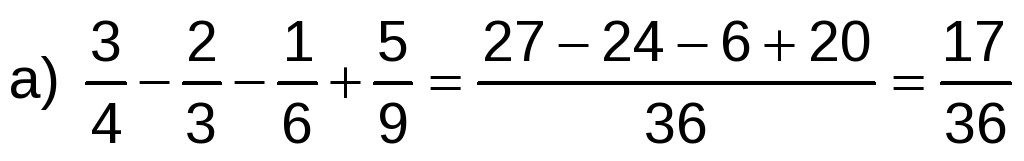 a) 3/4 − 2/3 − 1/6 + 5/9 = (27 − 24 − 6 + 20)/36 = 17/36